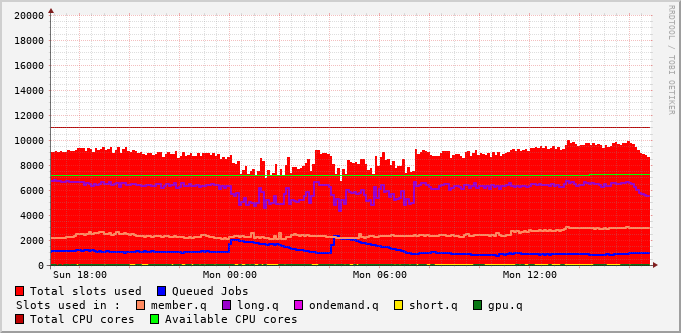 RRDTOOL / TOBI OETIKER
20000
18000
16000
14000
12000
10000
8000
6000
4000
2000
0
Sun 18:00 Mon 00:00 Mon 06:00 Mon 12:00
Total slots used Queued Jobs
Slots used in : member.q long.q ondemand.q short.q gpu.q
Total CPU cores Available CPU cores